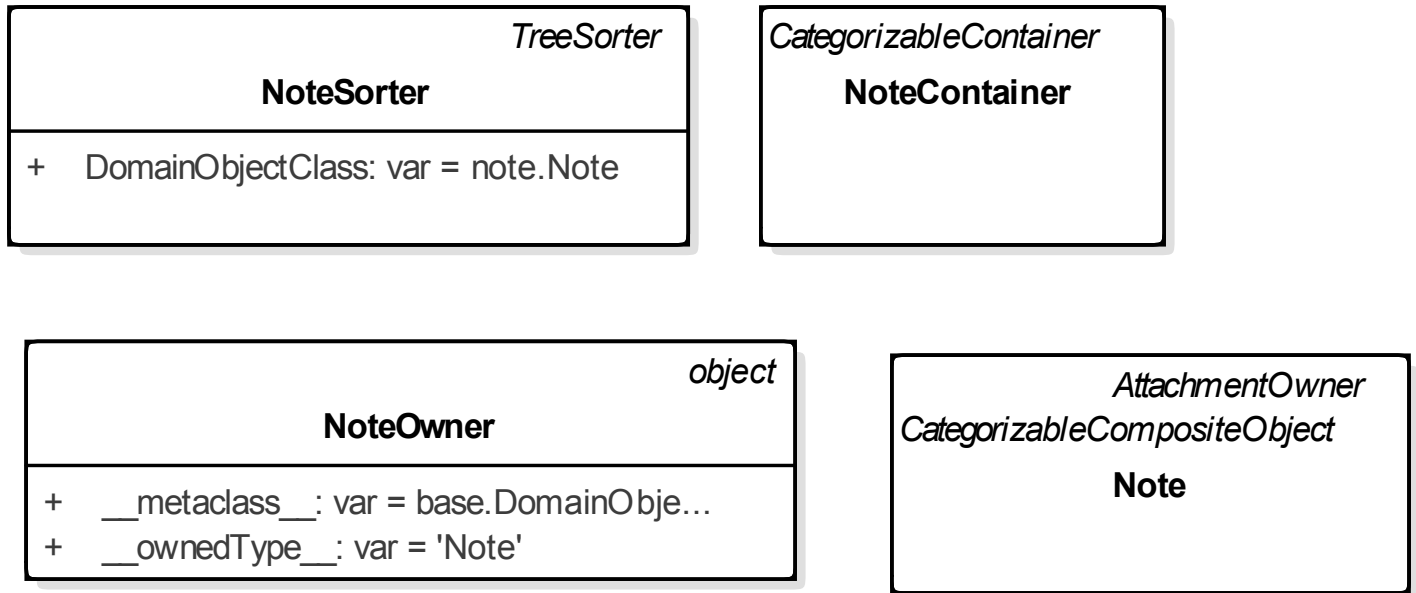 TreeSorter
NoteSorter
+ DomainObjectClass: var = note.Note
CategorizableContainer
NoteContainer
object
NoteOwner
+ __metaclass__: var = base.DomainObje...
+ __ownedType__: var = 'Note'
AttachmentOwner
CategorizableCompositeObject
Note